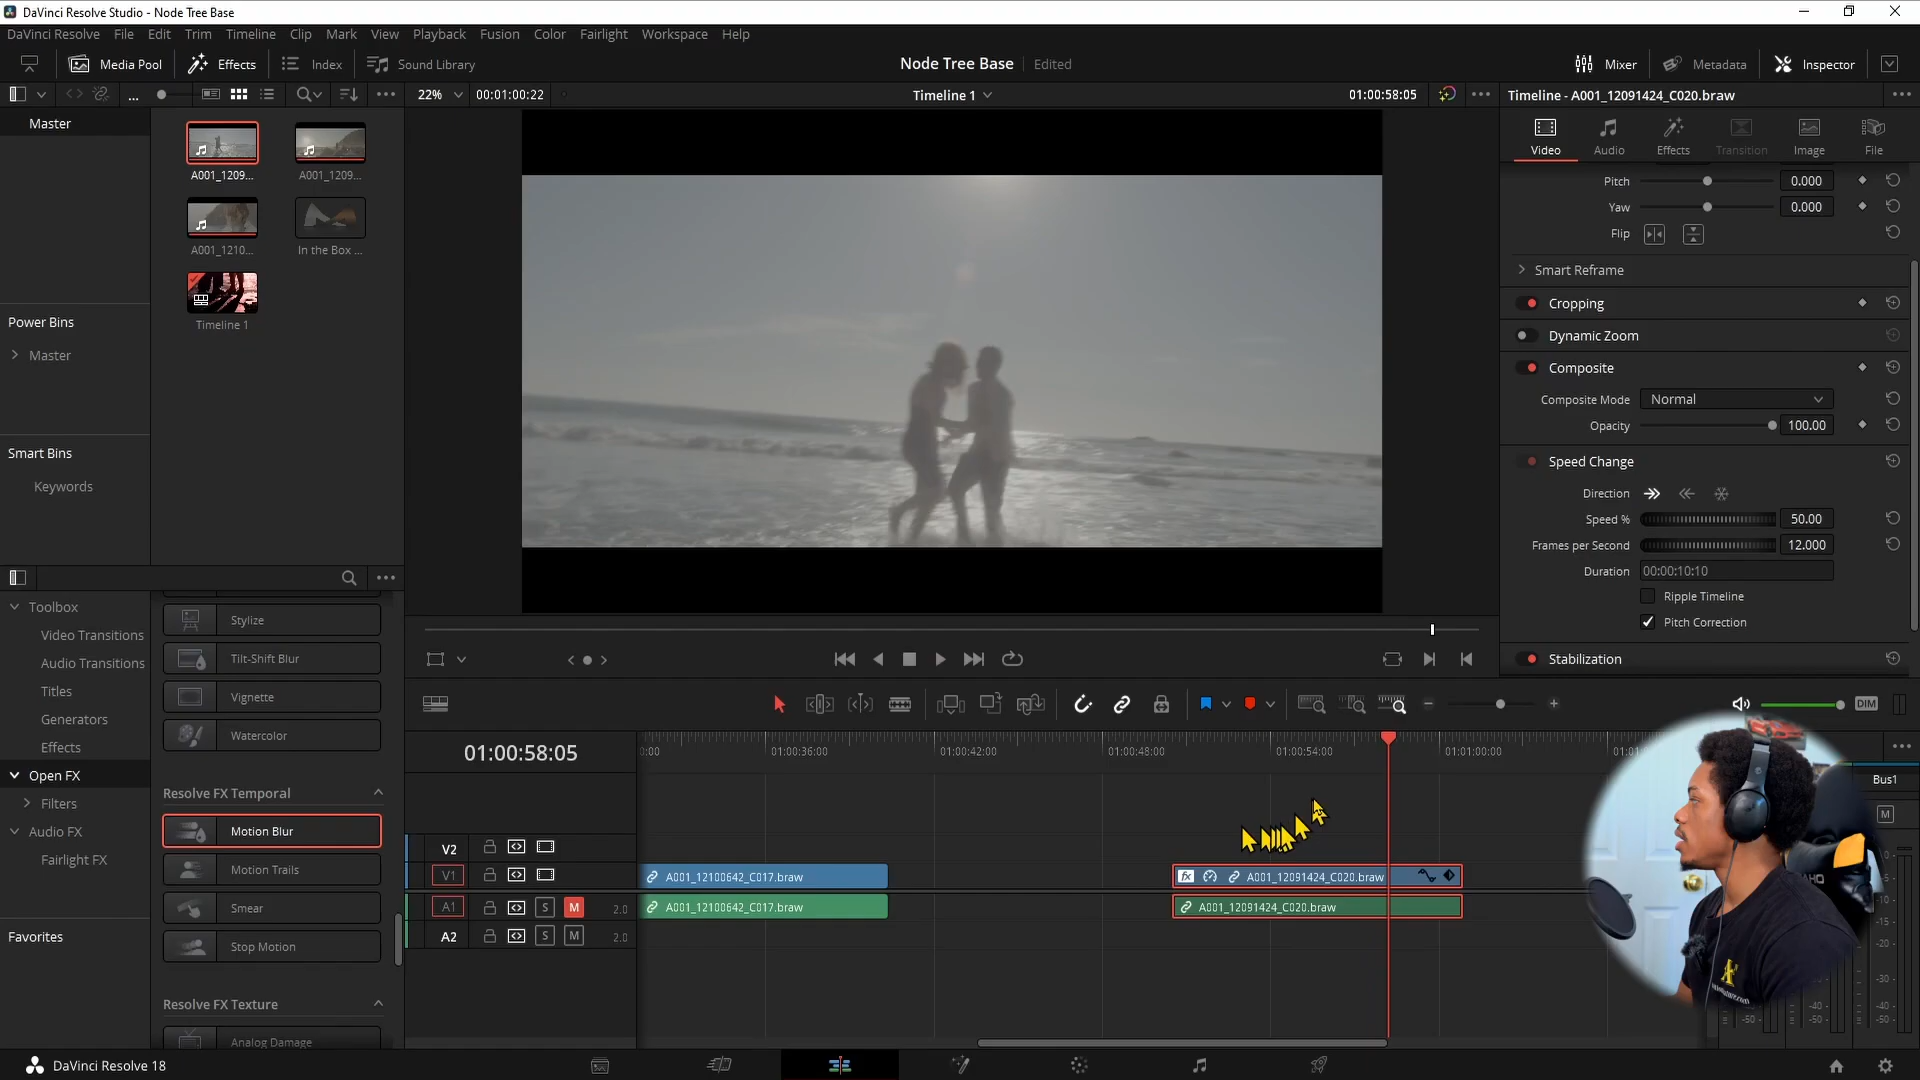 DaVinci Resolve Studio - Node Tree Base
DaVinci Resolve File Edit Trim Timeline Clip Mark View Playback Fusion Color Fairlight Workspace Help
Media Pool Effects Index Sound Library Node Tree Base Edited Mixer Metadata Inspector
... 22% 00:01:00:22 Timeline 1 01:00:58:05 Timeline - A001_12091424_C020.braw
Master
A001_1209... A001_1209...
A001_1210... In the Box ...
Timeline 1
Power Bins
Master
Smart Bins
Keywords
Video Audio Effects Transition Image File
Pitch 0.000
Yaw 0.000
Flip
Smart Reframe
Cropping
Dynamic Zoom
Composite
Composite Mode Normal
Opacity 100.00
Speed Change
Direction
Speed % 50.00
Frames per Second 12.000
Duration 00:00:10:10
Ripple Timeline
Pitch Correction
Stabilization
Toolbox
Video Transitions
Audio Transitions
Titles
Generators
Effects
Open FX
Filters
Audio FX
Fairlight FX
Favorites
Stylize
Tilt-Shift Blur
Vignette
Watercolor
Resolve FX Temporal
Motion Blur
Motion Trails
Smear
Stop Motion
Resolve FX Texture
Analog Damage
DIM
01:00:58:05 0:00 01:00:36:00 01:00:42:00 01:00:48:00 01:00:54:00 01:01:00:00
Bus1
M
V2
V1 A001_12100642_C017.braw fx A001_12091424_C020.braw
A1 S M 2.0 A001_12100642_C017.braw A001_12091424_C020.braw
A2 S M 2.0
DaVinci Resolve 18